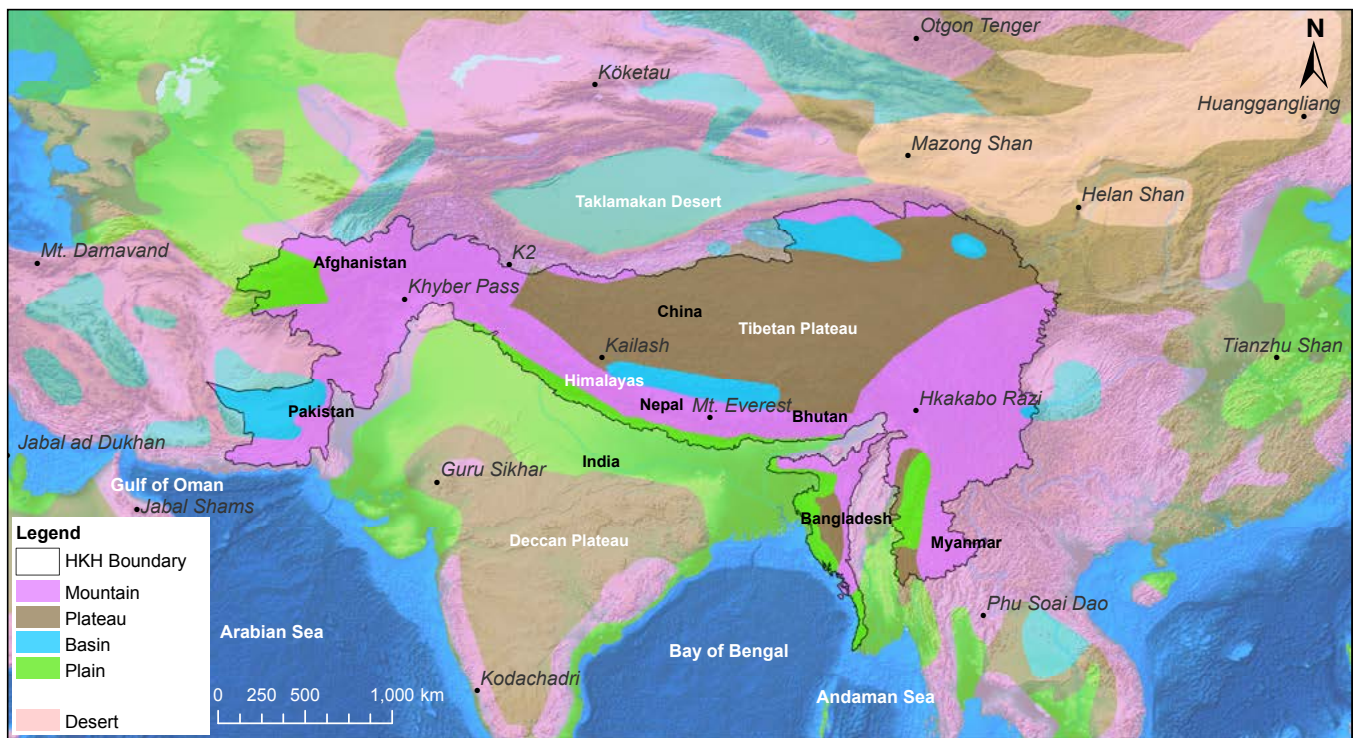 Otgon Tenger
N
Köketau
Huanggangliang
Mazong Shan
Taklamakan Desert
Helan Shan
Mt. Damavand
K2
Afghanistan
Khyber Pass
China
Tibetan Plateau
Kailash
Tianzhu Shan
Himalayas
Nepal
Mt. Everest
Bhutan
Hkakabo Razi
Pakistan
Jabal ad Dukhan
India
Guru Sikhar
Gulf of Oman
Jabal Shams
Bangladesh
Deccan Plateau
Myanmar
Phu Soai Dao
Arabian Sea
Bay of Bengal
Andaman Sea
Kodachadri
0 250 500 1,000 km
Legend
HKH Boundary
Mountain
Plateau
Basin
Plain
Desert